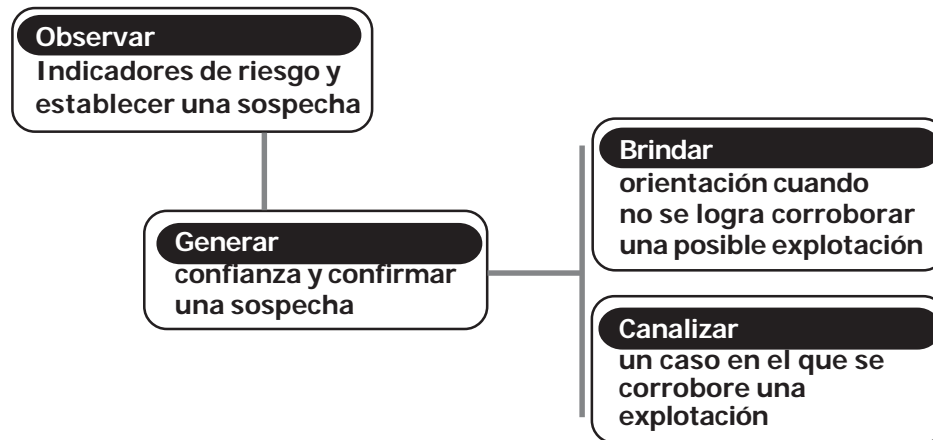 Observar
Indicadores de riesgo y
establecer una sospecha
Generar
confianza y confirmar
una sospecha
Brindar
orientación cuando
no se logra corroborar
una posible explotación
Canalizar
un caso en el que se
corrobore una
explotación